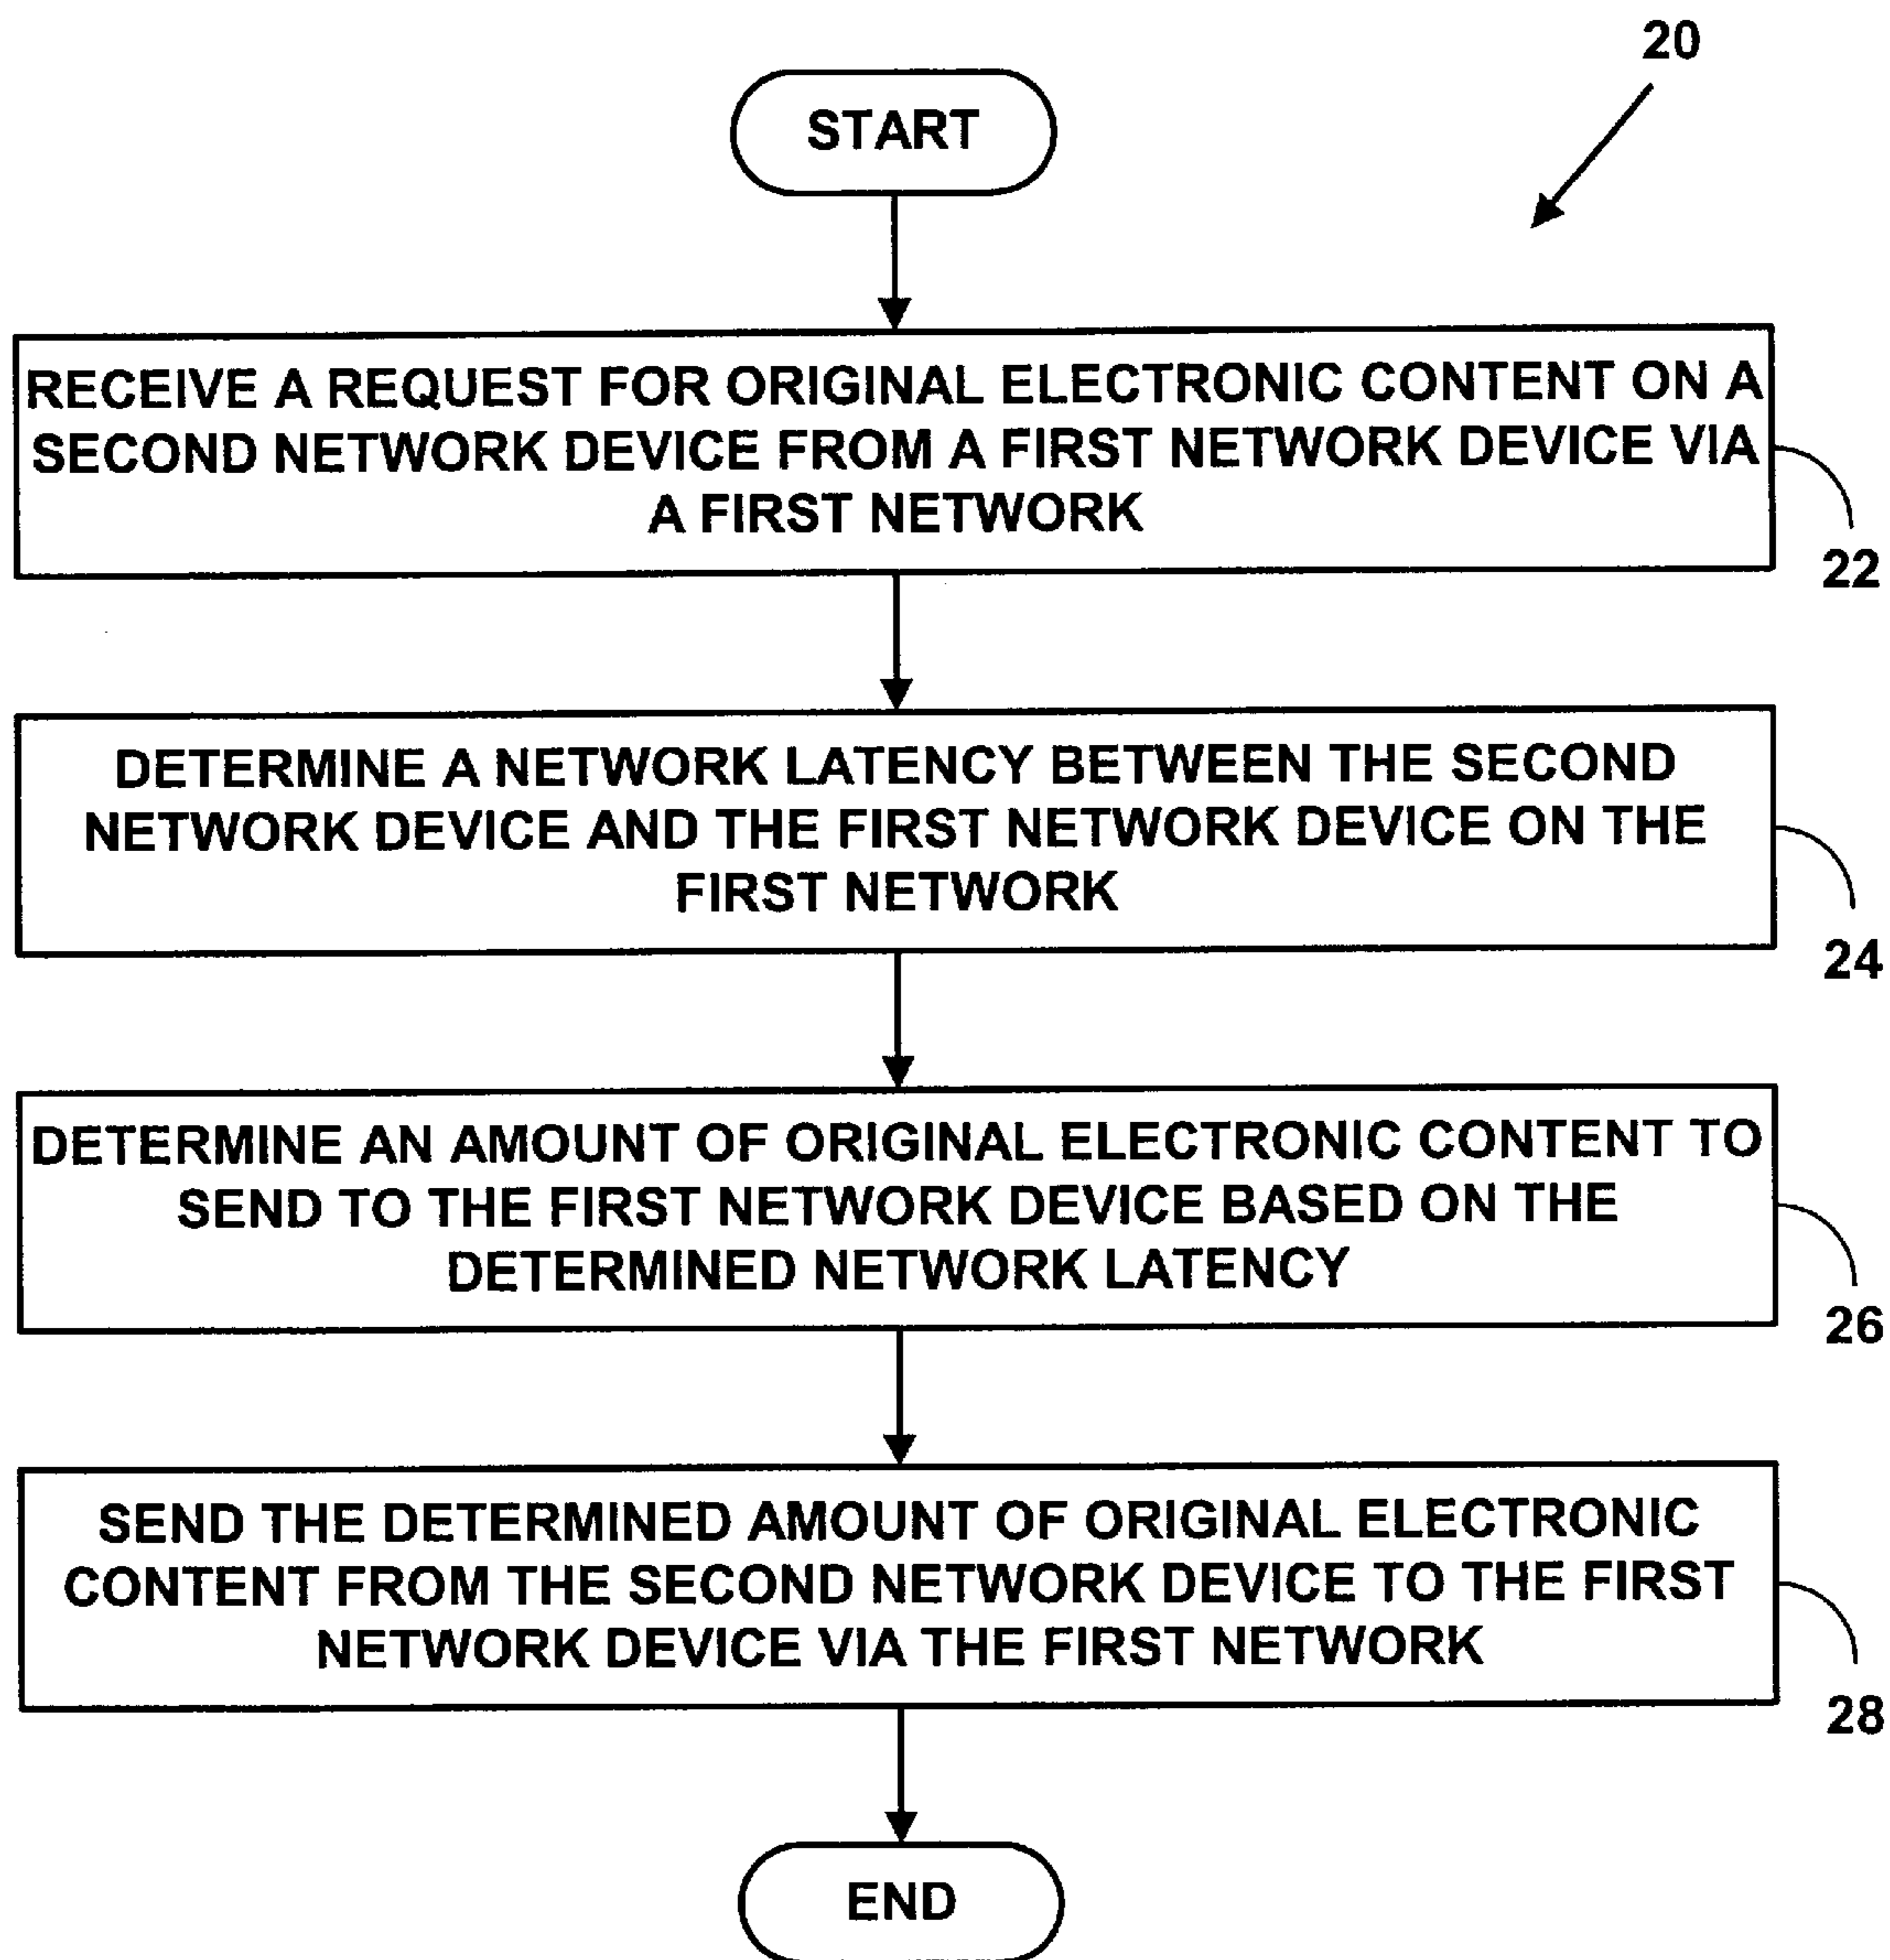 20
START
RECEIVE A REQUEST FOR ORIGINAL ELECTRONIC CONTENT ON A
SECOND NETWORK DEVICE FROM A FIRST NETWORK DEVICE VIA
A FIRST NETWORK
22
DETERMINE A NETWORK LATENCY BETWEEN THE SECOND
NETWORK DEVICE AND THE FIRST NETWORK DEVICE ON THE
FIRST NETWORK
24
DETERMINE AN AMOUNT OF ORIGINAL ELECTRONIC CONTENT TO
SEND TO THE FIRST NETWORK DEVICE BASED ON THE
DETERMINED NETWORK LATENCY
26
SEND THE DETERMINED AMOUNT OF ORIGINAL ELECTRONIC
CONTENT FROM THE SECOND NETWORK DEVICE TO THE FIRST
NETWORK DEVICE VIA THE FIRST NETWORK
28
END